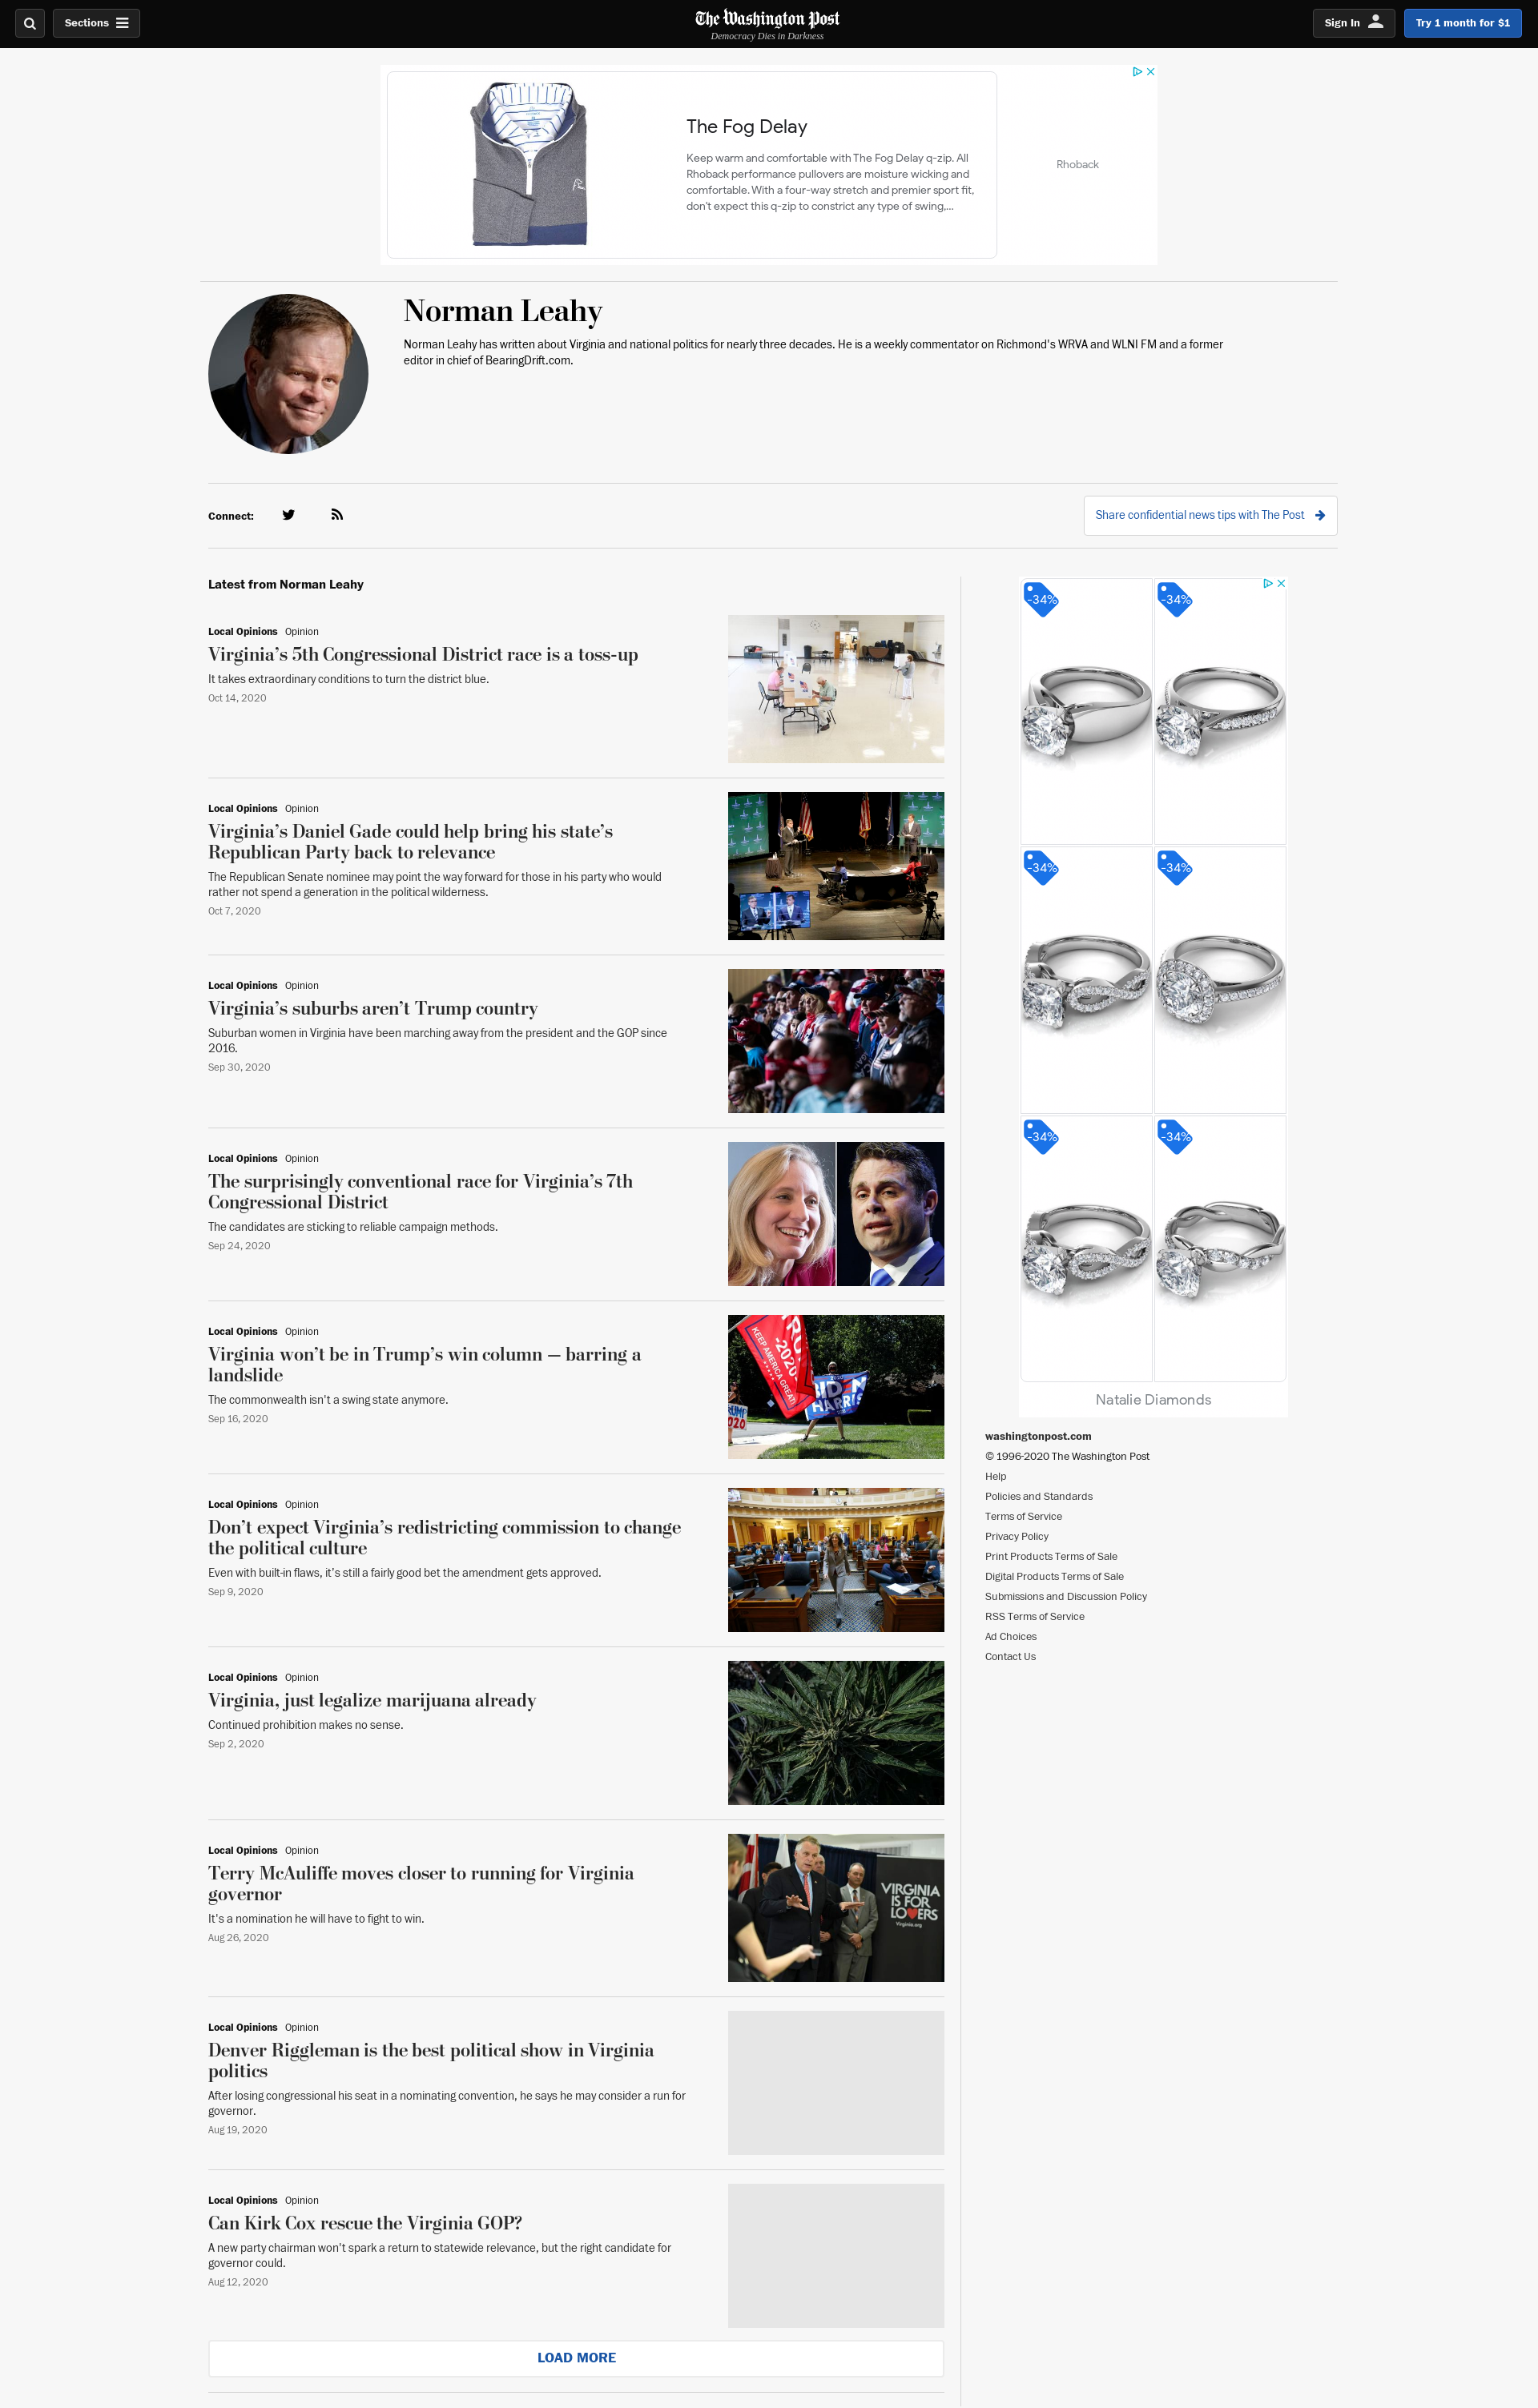 Sections
The Washington Post
Democracy Dies in Darkness
Sign In
Try 1 month for $1
The Fog Delay
Keep warm and comfortable with The Fog Delay q-zip. All
Rhoback performance pullovers are moisture wicking and
comfortable. With a four-way stretch and premier sport fit,
don't expect this q-zip to constrict any type of swing,...
Rhoback
Norman Leahy
Norman Leahy has written about Virginia and national politics for nearly three decades. He is a weekly commentator on Richmond's WRVA and WLNI FM and a former
editor in chief of BearingDrift.com.
Connect:
Share confidential news tips with The Post
Latest from Norman Leahy
Local Opinions Opinion
Virginia’s 5th Congressional District race is a toss-up
It takes extraordinary conditions to turn the district blue.
Oct 14, 2020
Local Opinions Opinion
Virginia’s Daniel Gade could help bring his state’s
Republican Party back to relevance
The Republican Senate nominee may point the way forward for those in his party who would
rather not spend a generation in the political wilderness.
Oct 7, 2020
Local Opinions Opinion
Virginia’s suburbs aren’t Trump country
Suburban women in Virginia have been marching away from the president and the GOP since
2016.
Sep 30, 2020
Local Opinions Opinion
The surprisingly conventional race for Virginia’s 7th
Congressional District
The candidates are sticking to reliable campaign methods.
Sep 24, 2020
Local Opinions Opinion
Virginia won’t be in Trump’s win column — barring a
landslide
The commonwealth isn't a swing state anymore.
Sep 16, 2020
TRUMP
-2020-
KEEP AMERICA GREAT!
BIDEN
HARRIS
TRUMP
2020
Local Opinions Opinion
Don’t expect Virginia’s redistricting commission to change
the political culture
Even with built-in flaws, it’s still a fairly good bet the amendment gets approved.
Sep 9, 2020
Local Opinions Opinion
Virginia, just legalize marijuana already
Continued prohibition makes no sense.
Sep 2, 2020
Local Opinions Opinion
Terry McAuliffe moves closer to running for Virginia
governor
It's a nomination he will have to fight to win.
Aug 26, 2020
VIRGINIA
IS FOR
LOVERS
Virginia.org
Local Opinions Opinion
Denver Riggleman is the best political show in Virginia
politics
After losing congressional his seat in a nominating convention, he says he may consider a run for
governor.
Aug 19, 2020
Local Opinions Opinion
Can Kirk Cox rescue the Virginia GOP?
A new party chairman won't spark a return to statewide relevance, but the right candidate for
governor could.
Aug 12, 2020
LOAD MORE
-34%
-34%
-34%
-34%
-34%
-34%
Natalie Diamonds
washingtonpost.com
© 1996-2020 The Washington Post
Help
Policies and Standards
Terms of Service
Privacy Policy
Print Products Terms of Sale
Digital Products Terms of Sale
Submissions and Discussion Policy
RSS Terms of Service
Ad Choices
Contact Us